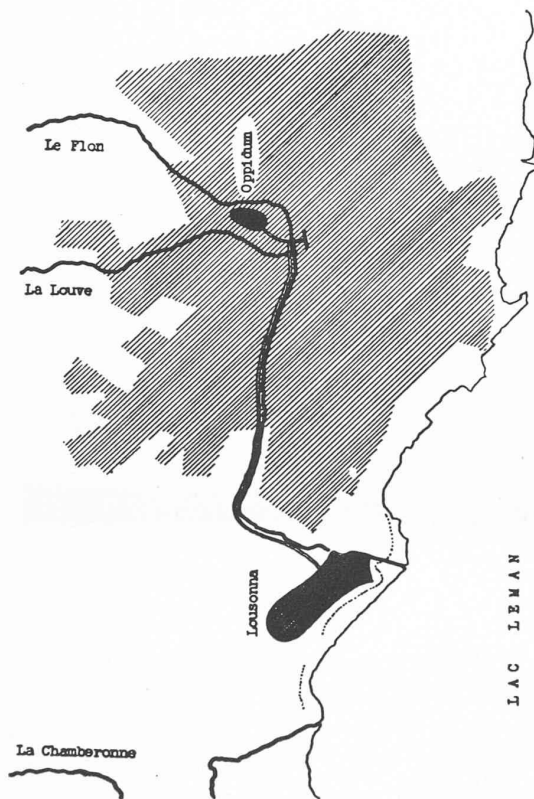 Le Flon
Oppidum
La Louve
Lousonna
LAC LEMAN
La Chamberonne